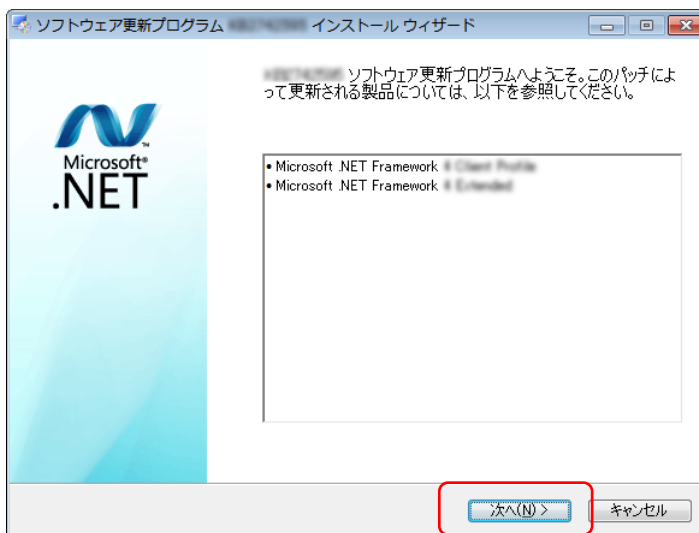 ソフトウェア更新プログラム インストール ウィザード
ソフトウェア更新プログラムへようこそ。このパッチによ
って更新される製品については、以下を参照してください。
Microsoft®
.NET
• Microsoft .NET Framework
• Microsoft .NET Framework
次へ(N) >
キャンセル